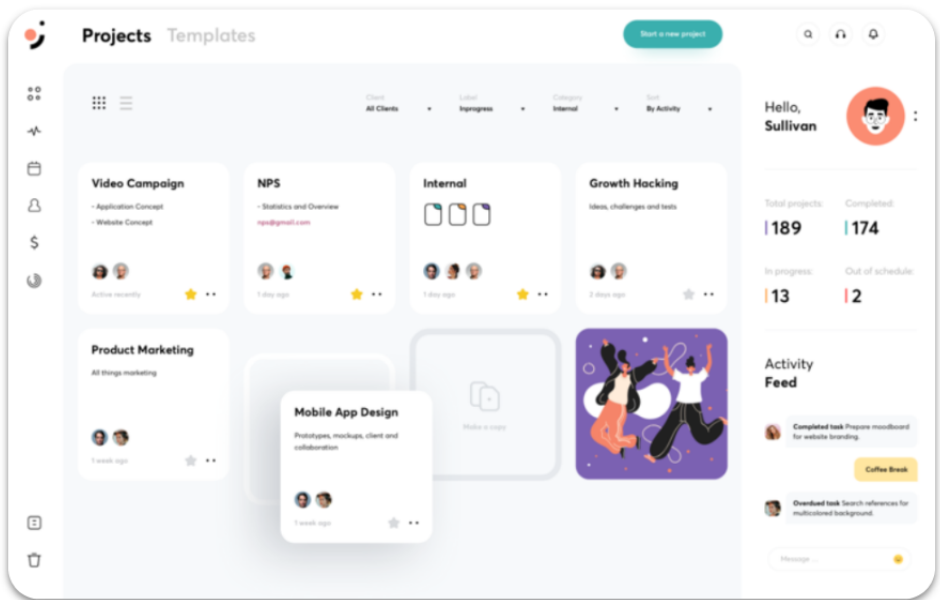 Projects Templates
Start a new project
Client
All Clients
Label
Inprogress
Category
Internal
Sort
By Activity
Video Campaign
- Application Concept
- Website Concept
Active recently
NPS
- Statistics and Overview
nps@gmail.com
1 day ago
Internal
1 day ago
Growth Hacking
Ideas, challenges and tests
2 days ago
Product Marketing
All things marketing
1 week ago
Mobile App Design
Prototypes, mockups, client and
collaboration
1 week ago
Make a copy
Hello,
Sullivan
Total projects:
189
Completed:
174
In progress:
13
Out of schedule:
2
Activity
Feed
Completed task Prepare moodboard
for website branding.
Coffee Break
Overdued task Search references for
multicolored background.
Message ...